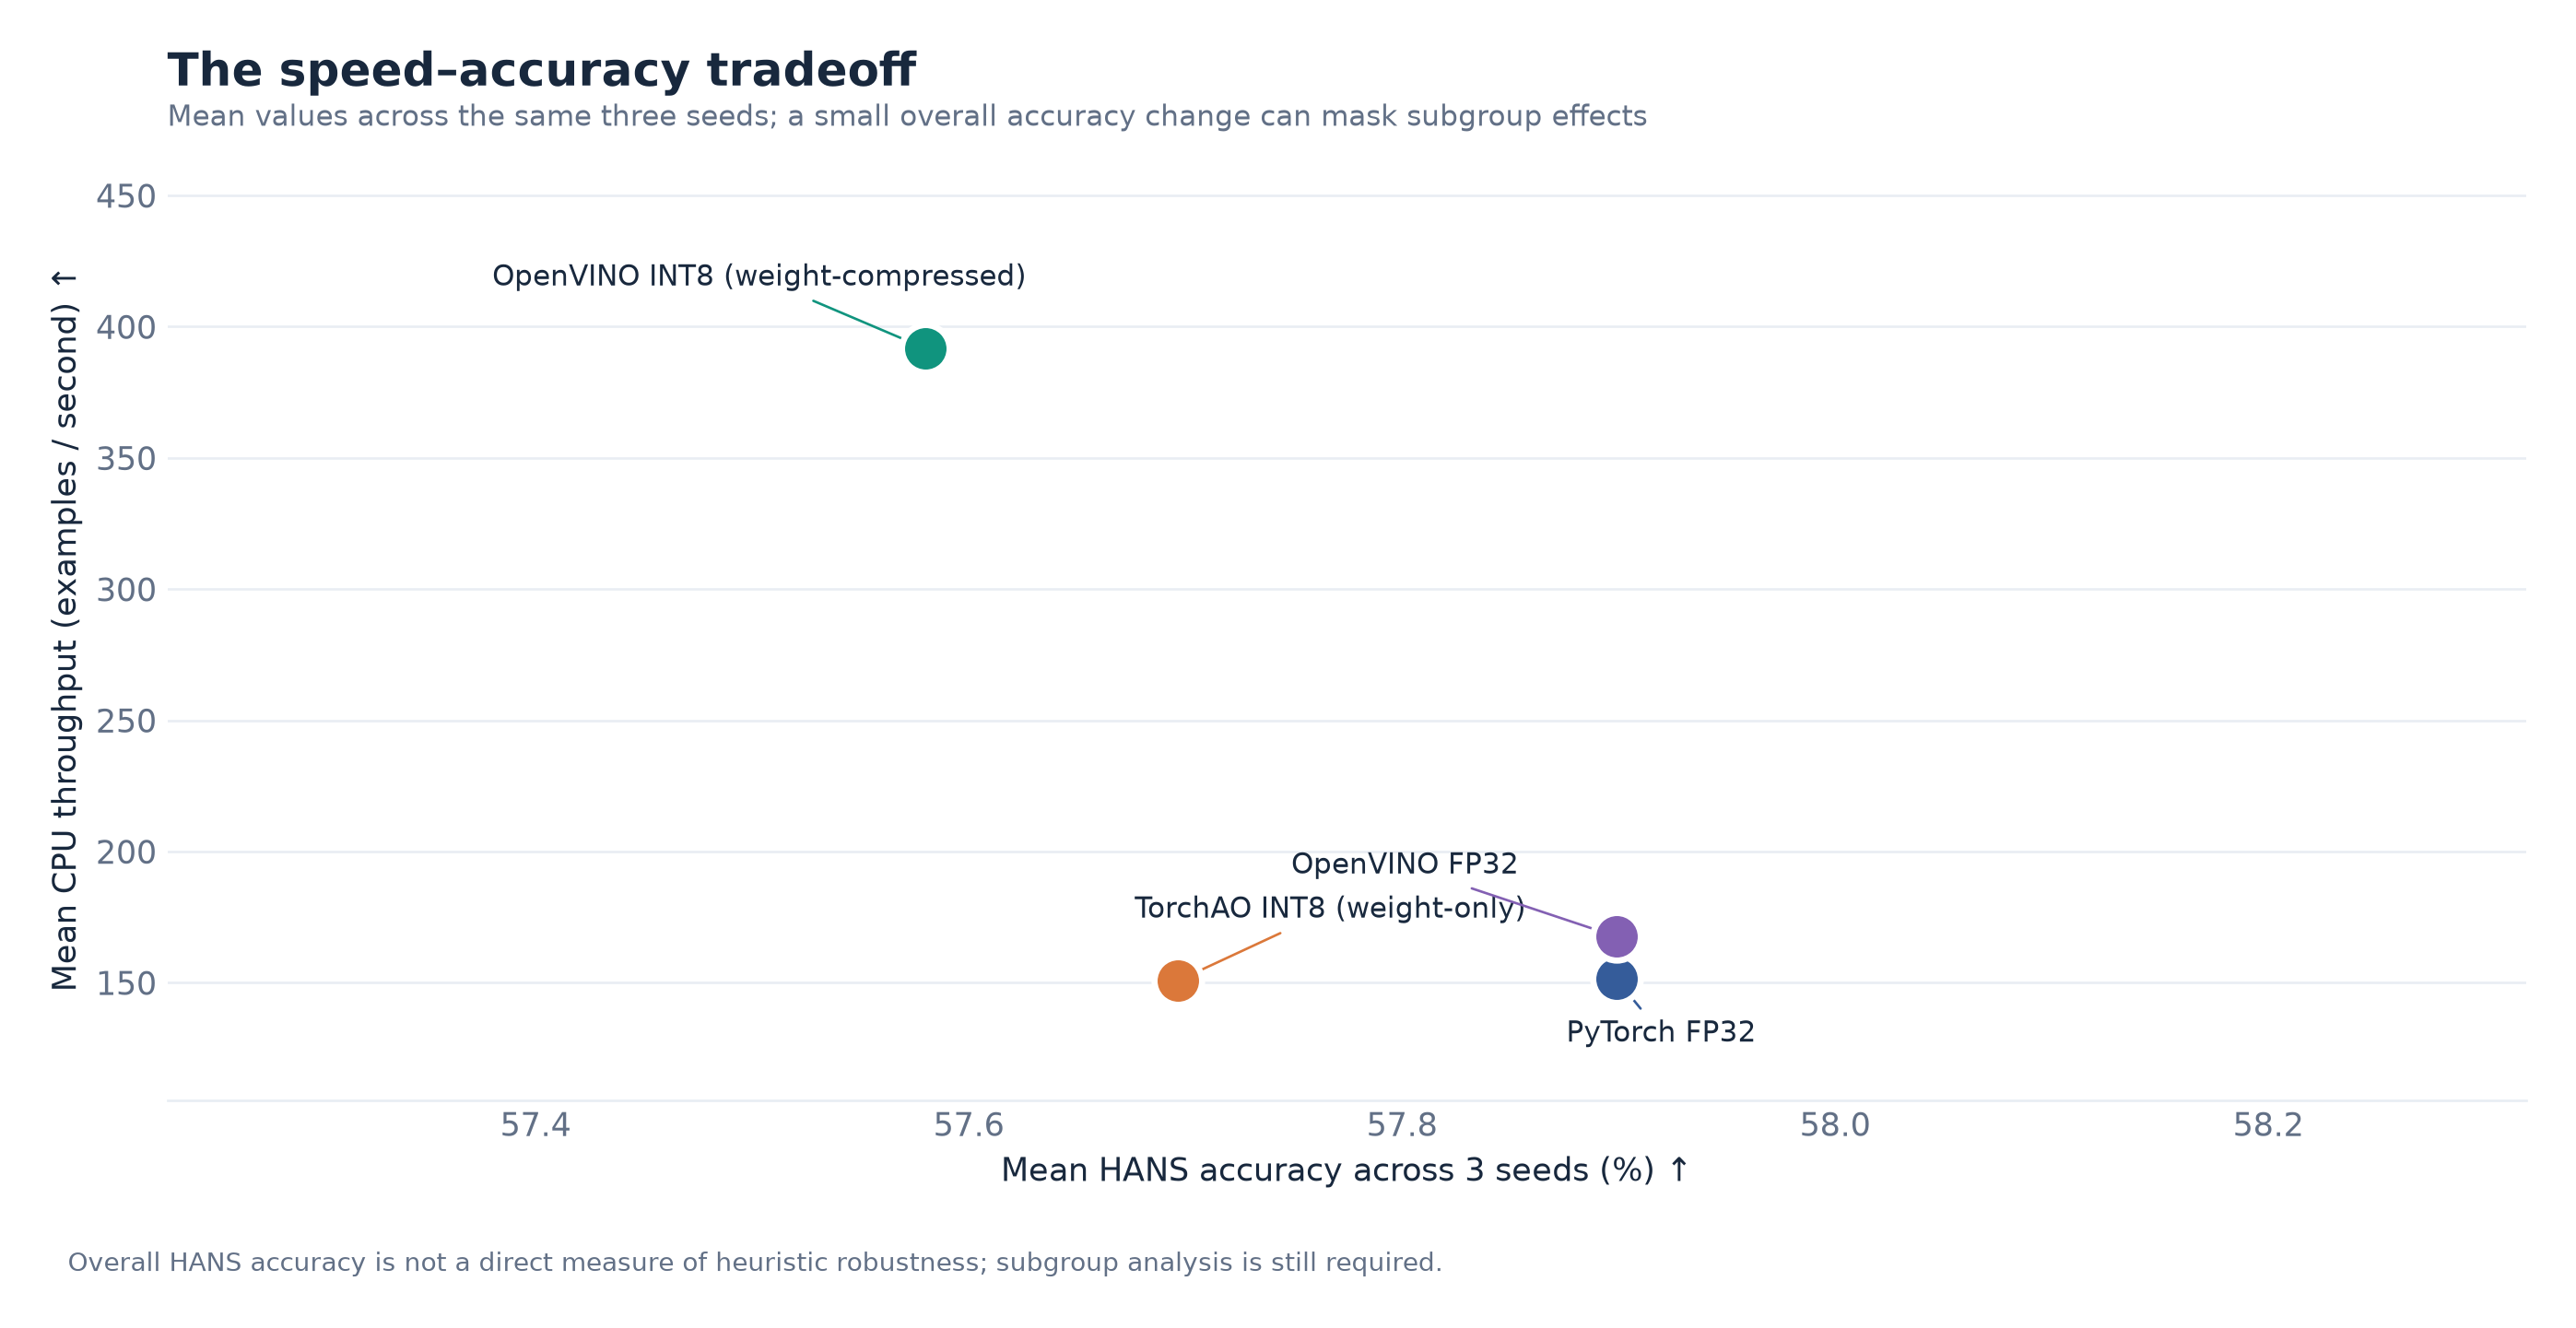 The speed–accuracy tradeoff
Mean values across the same three seeds; a small overall accuracy change can mask subgroup effects
Mean CPU throughput (examples / second) ↑
450
400
350
300
250
200
150
OpenVINO INT8 (weight-compressed)
OpenVINO FP32
TorchAO INT8 (weight-only)
PyTorch FP32
57.4
57.6
57.8
58.0
58.2
Mean HANS accuracy across 3 seeds (%) ↑
Overall HANS accuracy is not a direct measure of heuristic robustness; subgroup analysis is still required.